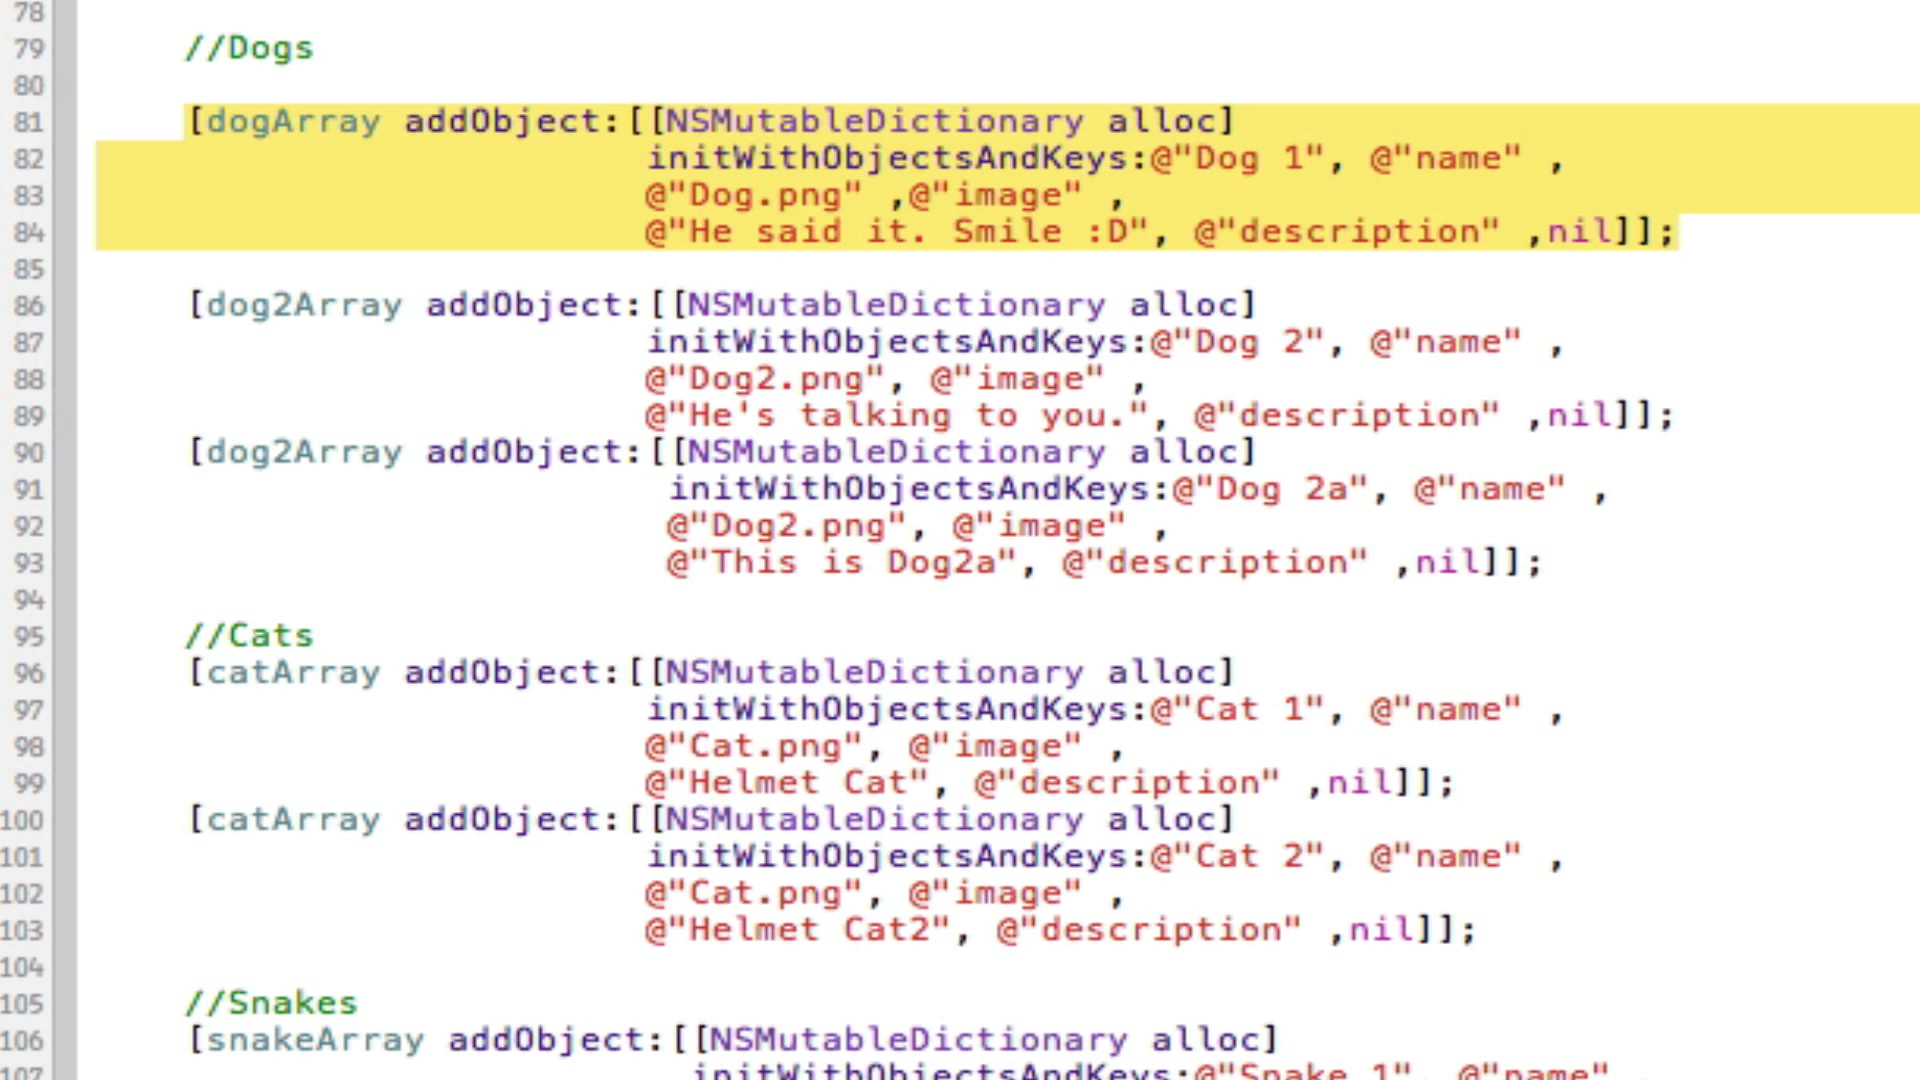 78
79 //Dogs
80
81 [dogArray addObject:[[NSMutableDictionary alloc]
82 initWithObjectsAndKeys:@"Dog 1", @"name" ,
83 @"Dog.png" ,@"image" ,
84 @"He said it. Smile :D", @"description" ,nil]];
85
86 [dog2Array addObject:[[NSMutableDictionary alloc]
87 initWithObjectsAndKeys:@"Dog 2", @"name" ,
88 @"Dog2.png", @"image" ,
89 @"He's talking to you.", @"description" ,nil]];
90 [dog2Array addObject:[[NSMutableDictionary alloc]
91 initWithObjectsAndKeys:@"Dog 2a", @"name" ,
92 @"Dog2.png", @"image" ,
93 @"This is Dog2a", @"description" ,nil]];
94
95 //Cats
96 [catArray addObject:[[NSMutableDictionary alloc]
97 initWithObjectsAndKeys:@"Cat 1", @"name" ,
98 @"Cat.png", @"image" ,
99 @"Helmet Cat", @"description" ,nil]];
100 [catArray addObject:[[NSMutableDictionary alloc]
101 initWithObjectsAndKeys:@"Cat 2", @"name" ,
102 @"Cat.png", @"image" ,
103 @"Helmet Cat2", @"description" ,nil]];
104
105 //Snakes
106 [snakeArray addObject:[[NSMutableDictionary alloc]
107 initWithObjectsAndKeys:@"Snake 1", @"name" ,